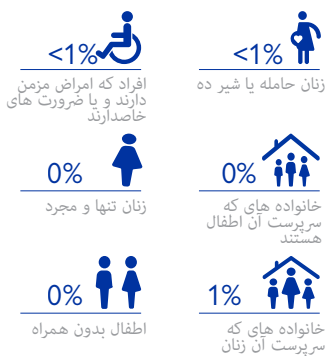 <1%
زنان حامله یا شیر ده
<1%
افراد که امراض مزمن
دارند و یا ضرورت های
خاصدارند
0%
خانواده های که
سرپرست آن اطفال
هستند
0%
زنان تنها و مجرد
1%
خانواده های که
سرپرست آن زنان
0%
اطفال بدون همراه